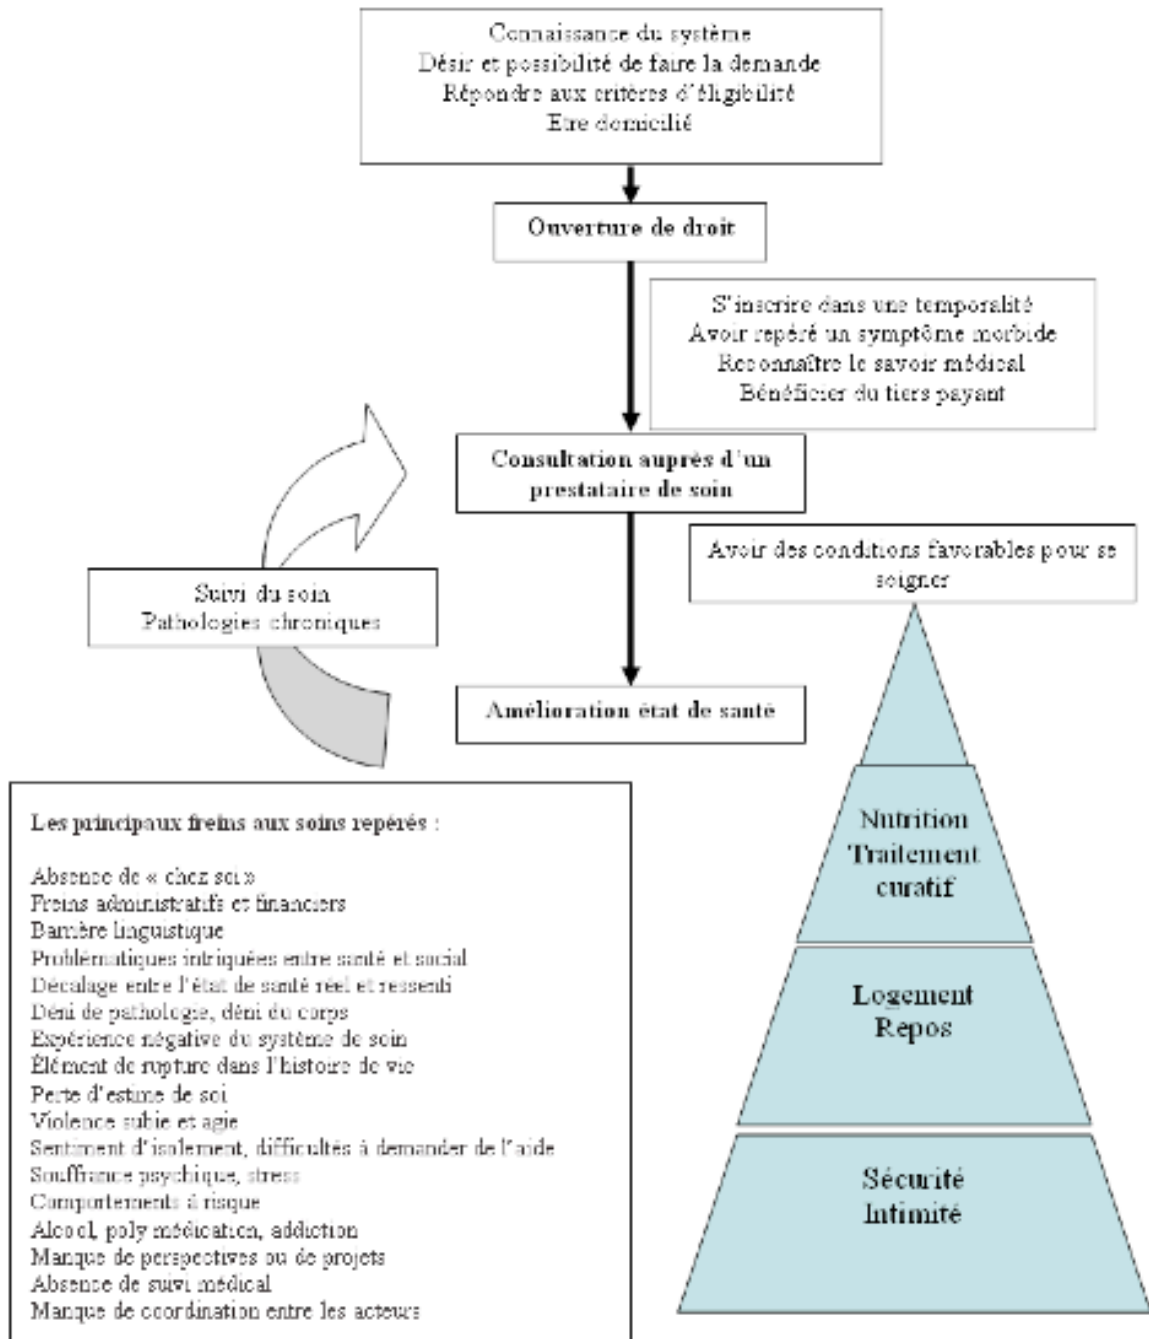 Connaissance du système
Désir et possibilité de faire la demande
Répondre aux critères d'éligibilité
Etre domicilié
Ouverture de droit
S'inscrire dans une temporalité
Avoir repéré un symptôme morbide
Reconnaître le savoir médical
Bénéficier du tiers payant
Consultation auprès d'un
prestataire de soin
Avoir des conditions favorables pour se
soigner
Suivi du soin
Pathologies chroniques
Amélioration état de santé
Les principaux freins aux soins repérés :
Absence de « chez soi »
Freins administratifs et financiers
Barrière linguistique
Problématiques intriquées entre santé et social
Décalage entre l'état de santé réel et ressenti
Déni de pathologie, déni du corps
Expérience négative du système de soin
Élément de rupture dans l'histoire de vie
Perte d'estime de soi
Violence subie et agie
Sentiment d'isolement, difficultés à demander de l'aide
Souffrance psychique, stress
Comportements à risque
Alcool, poly médication, addiction
Manque de perspectives ou de projets
Absence de suivi médical
Manque de coordination entre les acteurs
Nutrition
Traitement
curatif
Logement
Repos
Sécurité
Intimité